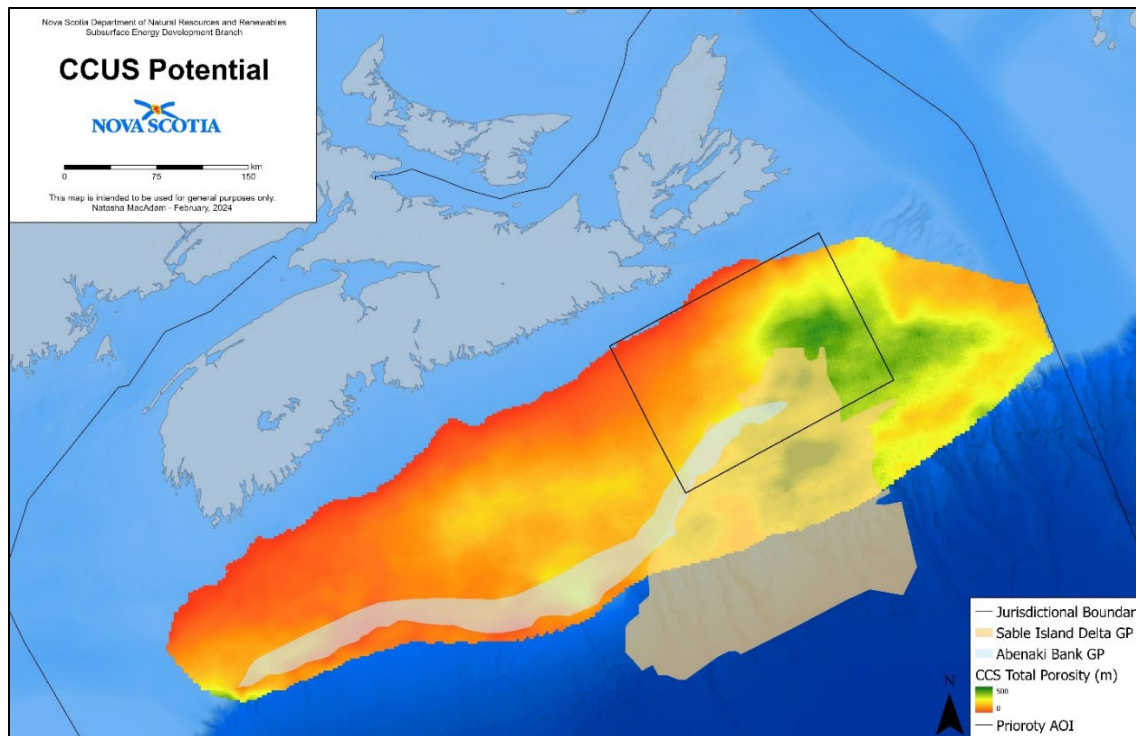 Nova Scotia Department of Natural Resources and Renewables
Subsurface Energy Development Branch
CCUS Potential
NOVA SCOTIA
km
0 75 150
This map is intended to be used for general purposes only.
Natasha MacAdam - February, 2024
N
Jurisdictional Boundar
Sable Island Delta GP
Abenaki Bank GP
CCS Total Porosity (m)
500
0
Prioroty AOI